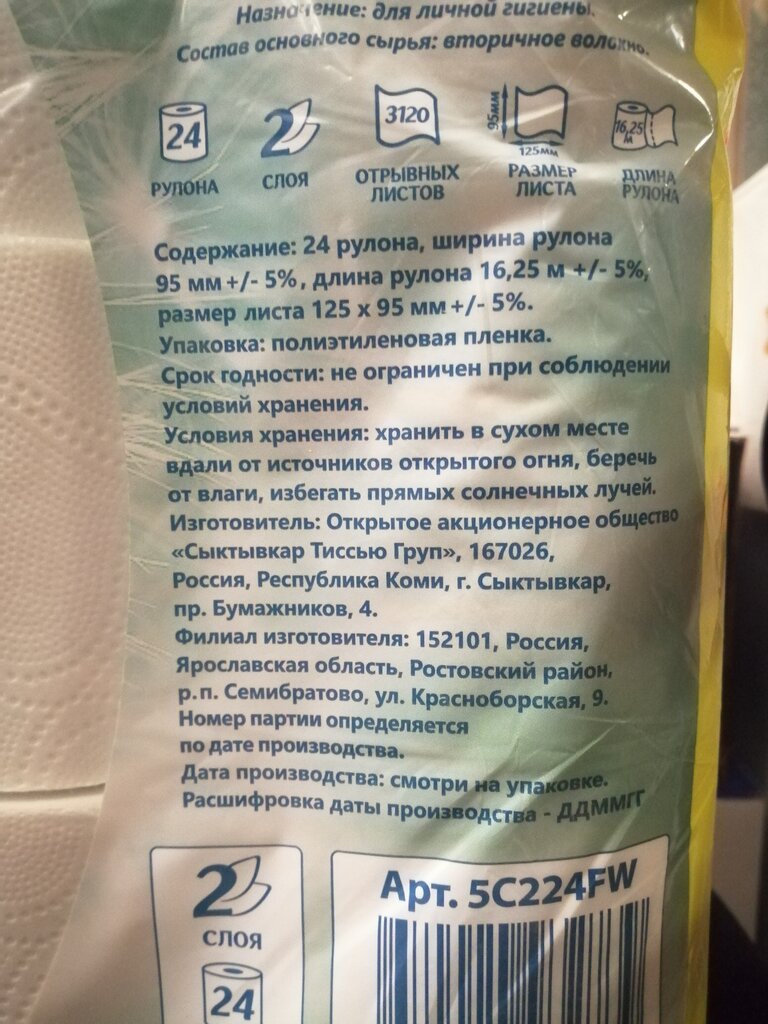 Назначение: для личной гигиены.
Состав основного сырья: вторичное волокно.
24
РУЛОНА
2
СЛОЯ
3120
ОТРЫВНЫХ
ЛИСТОВ
95мм
125мм
РАЗМЕР
ЛИСТА
16,25
м
ДЛИНА
РУЛОНА
Содержание: 24 рулона, ширина рулона
95 мм +/- 5%, длина рулона 16,25 м +/- 5%,
размер листа 125 х 95 мм +/- 5%.
Упаковка: полиэтиленовая пленка.
Срок годности: не ограничен при соблюдении
условий хранения.
Условия хранения: хранить в сухом месте
вдали от источников открытого огня, беречь
от влаги, избегать прямых солнечных лучей.
Изготовитель: Открытое акционерное общество
«Сыктывкар Тиссью Груп», 167026,
Россия, Республика Коми, г. Сыктывкар,
пр. Бумажников, 4.
Филиал изготовителя: 152101, Россия,
Ярославская область, Ростовский район,
р.п. Семибратово, ул. Красноборская, 9.
Номер партии определяется
по дате производства.
Дата производства: смотри на упаковке.
Расшифровка даты производства - ДДММГГ
2
СЛОЯ
24
Арт. 5C224FW